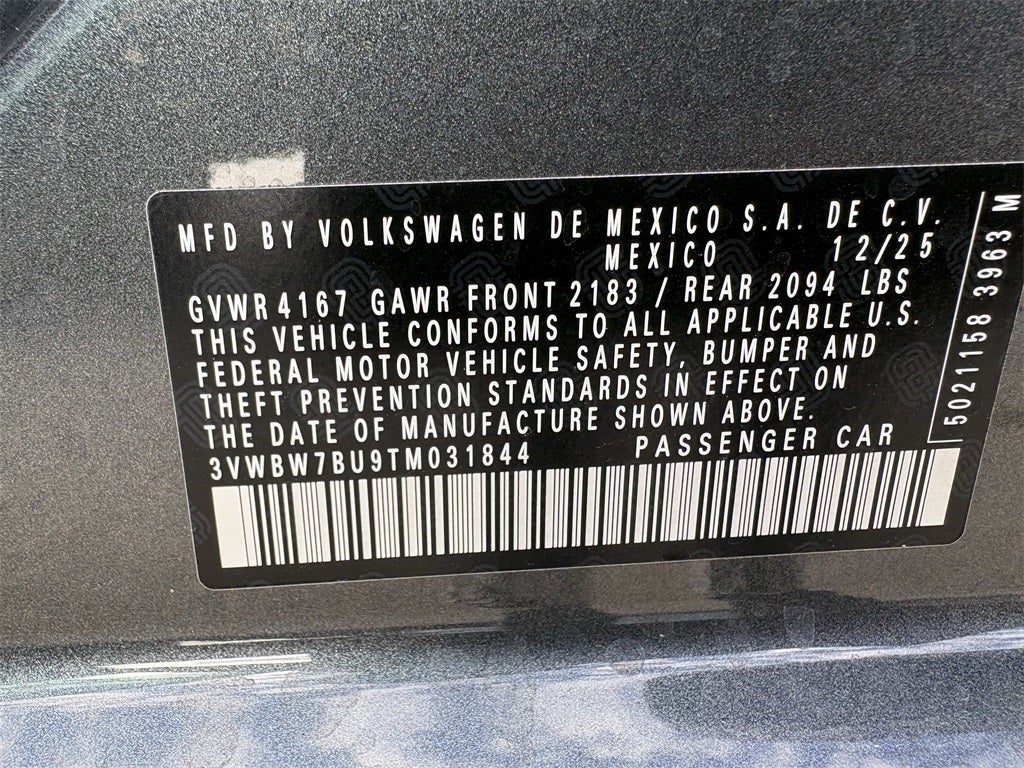 MFD BY VOLKSWAGEN DE MEXICO S.A. DE C.V.
MEXICO 12/25
GVWR 4167 GAWR FRONT 2183 / REAR 2094 LBS
THIS VEHICLE CONFORMS TO ALL APPLICABLE U.S.
FEDERAL MOTOR VEHICLE SAFETY, BUMPER AND
THEFT PREVENTION STANDARDS IN EFFECT ON
THE DATE OF MANUFACTURE SHOWN ABOVE.
3VWBW7BU9TM031844 PASSENGER CAR
5021158 3963 M